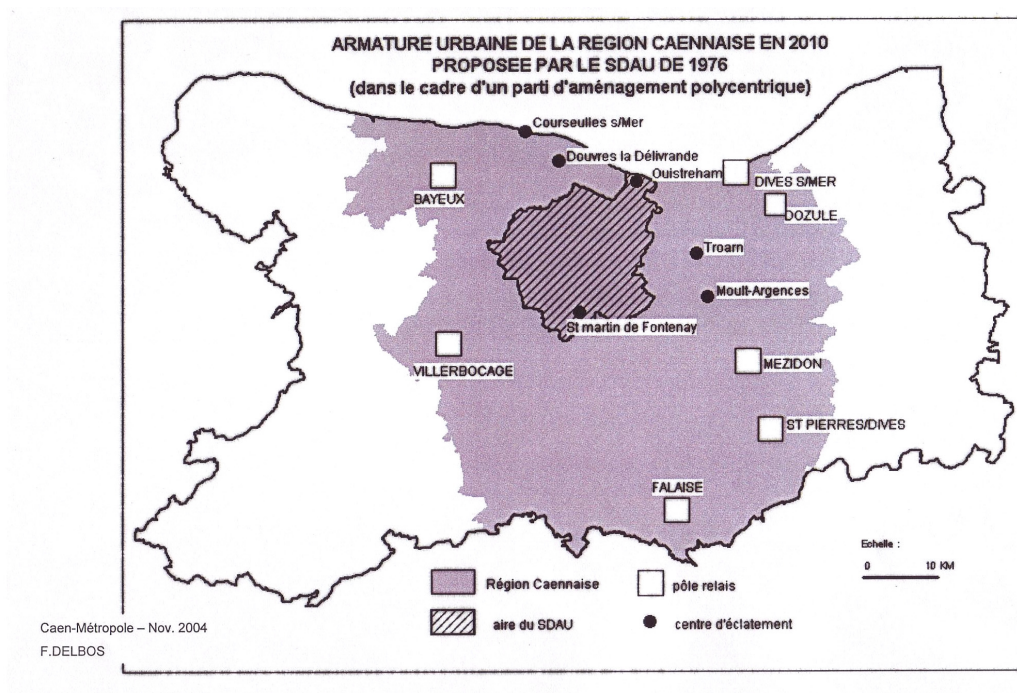 ARMATURE URBAINE DE LA REGION CAENNAISE EN 2010
PROPOSEE PAR LE SDAU DE 1976
(dans le cadre d'un parti d'aménagement polycentrique)
Courseulles s/Mer
Douvres la Délivrande
Ouistreham
DIVES S/MER
BAYEUX
DOZULE
Troarn
Moult-Argences
St martin de Fontenay
VILLERBOCAGE
MEZIDON
ST PIERRES/DIVES
FALAISE
Echelle :
0 10 KM
Région Caennaise
pôle relais
aire du SDAU
centre d'éclatement
Caen-Métropole – Nov. 2004
F.DELBOS